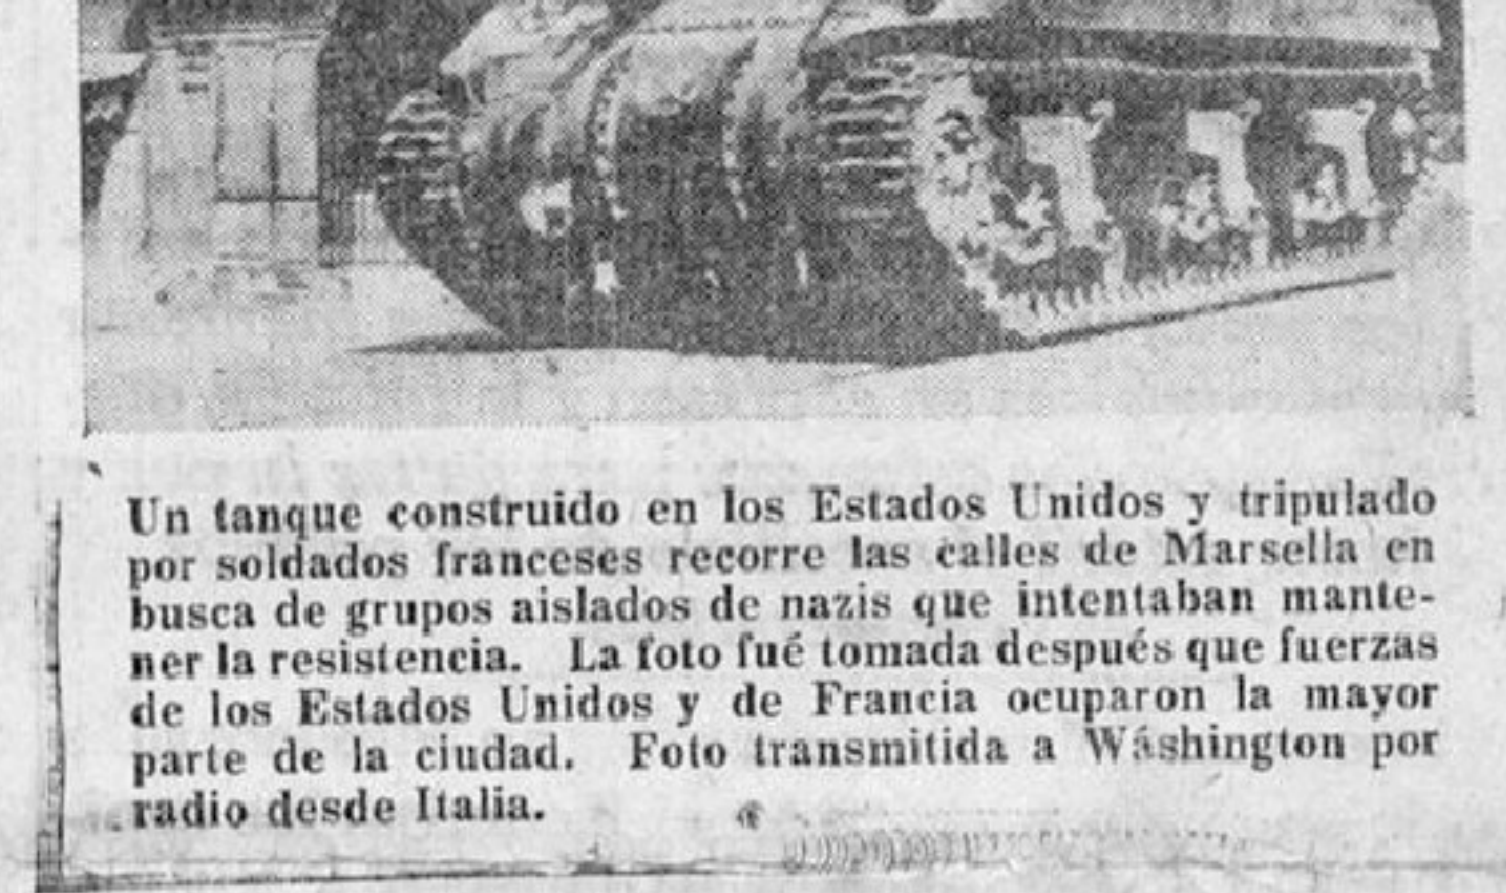 Un tanque construido en los Estados Unidos y tripulado
por soldados franceses recorre las calles de Marsella en
busca de grupos aislados de nazis que intentaban mante-
ner la resistencia. La foto fué tomada después que fuerzas
de los Estados Unidos y de Francia ocuparon la mayor
parte de la ciudad. Foto transmitida a Wáshington por
radio desde Italia.